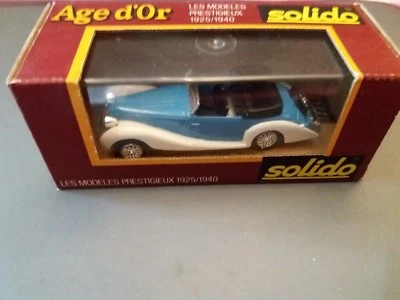 Age d'Or
LES MODELES
PRESTIGIEUX
1925/1940
solido
LES MODELES PRESTIGIEUX 1925/1940
solido